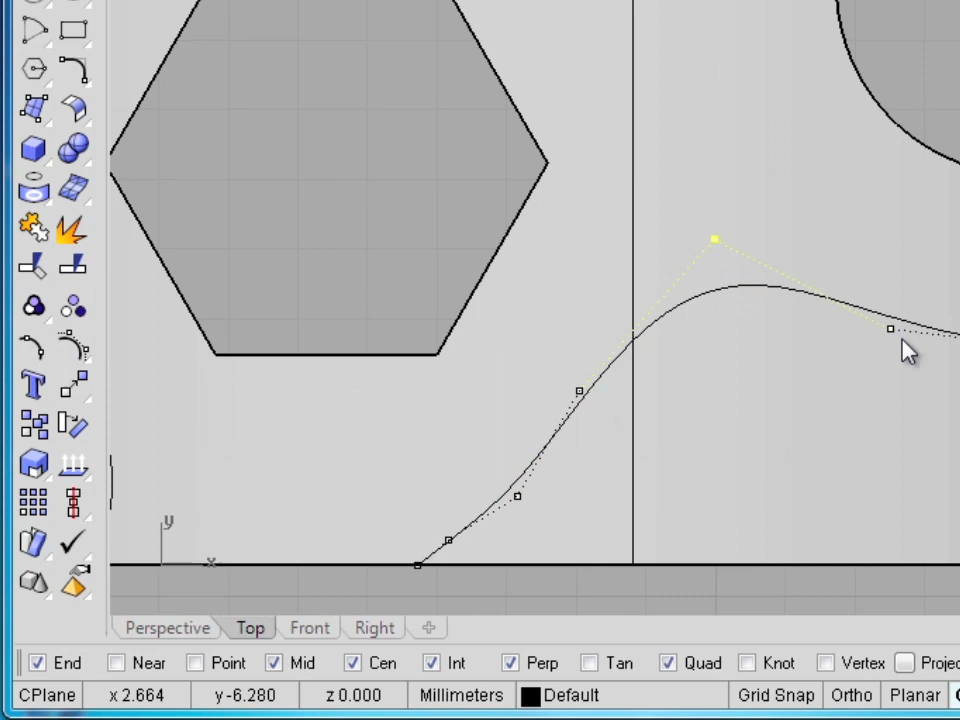 y
x
Perspective Top Front Right
End Near Point Mid Cen Int Perp Tan Quad Knot Vertex Projec
CPlane x 2.664 y -6.280 z 0.000 Millimeters Default Grid Snap Ortho Planar